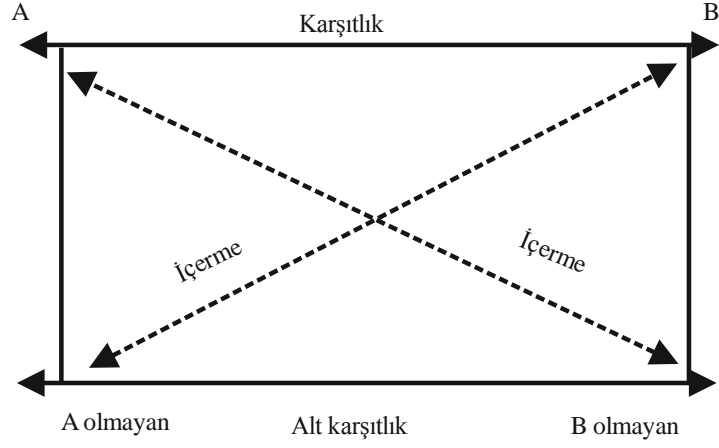 A
B
Karşıtlık
İçerme
İçerme
A olmayan
Alt karşıtlık
B olmayan